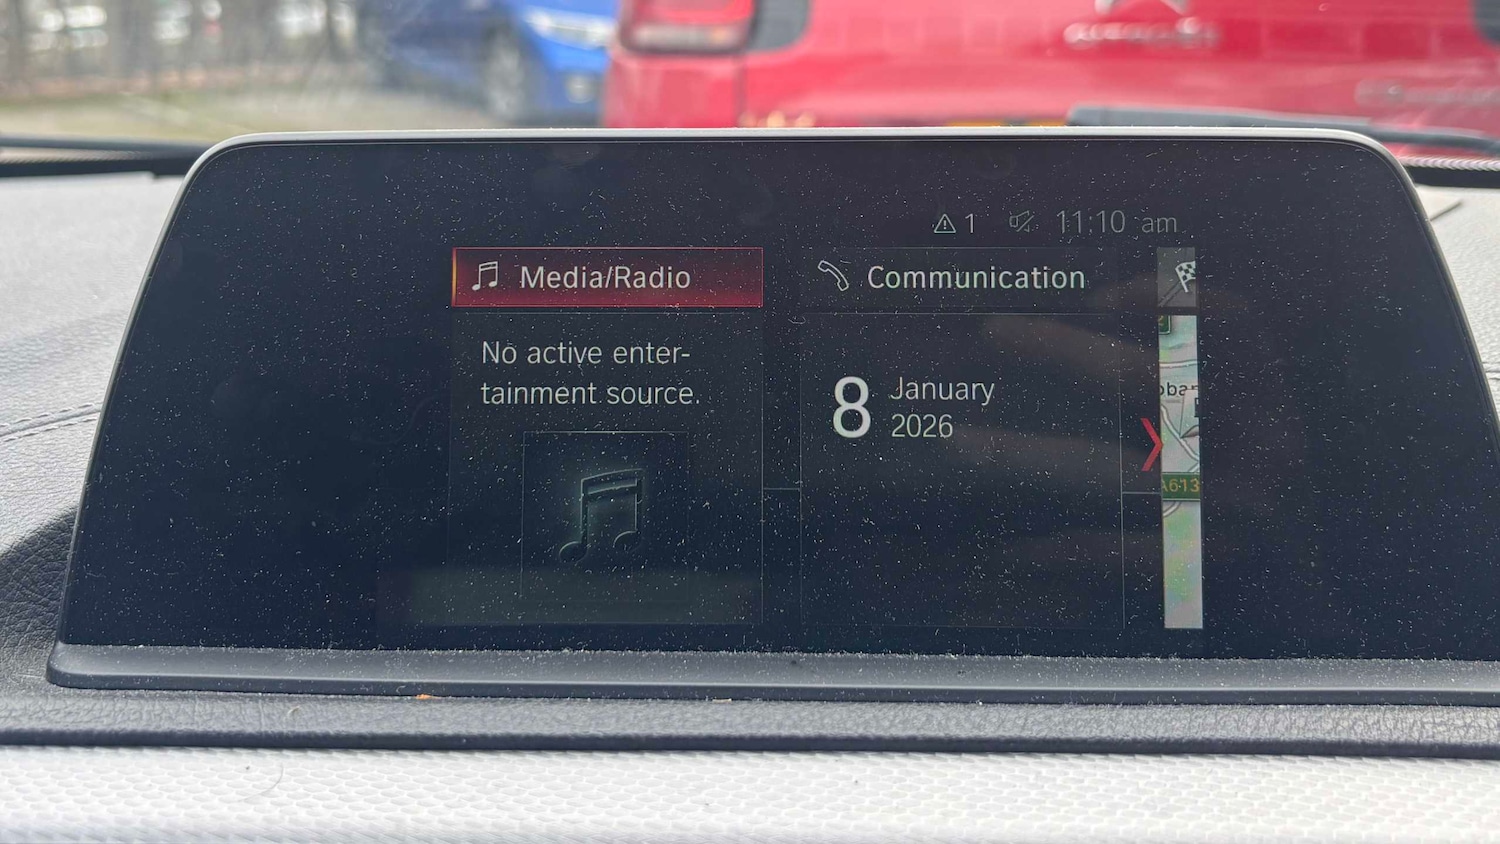 1 11:10 am
Media/Radio
Communication
No active enter-
tainment source.
8 January
2026
A613